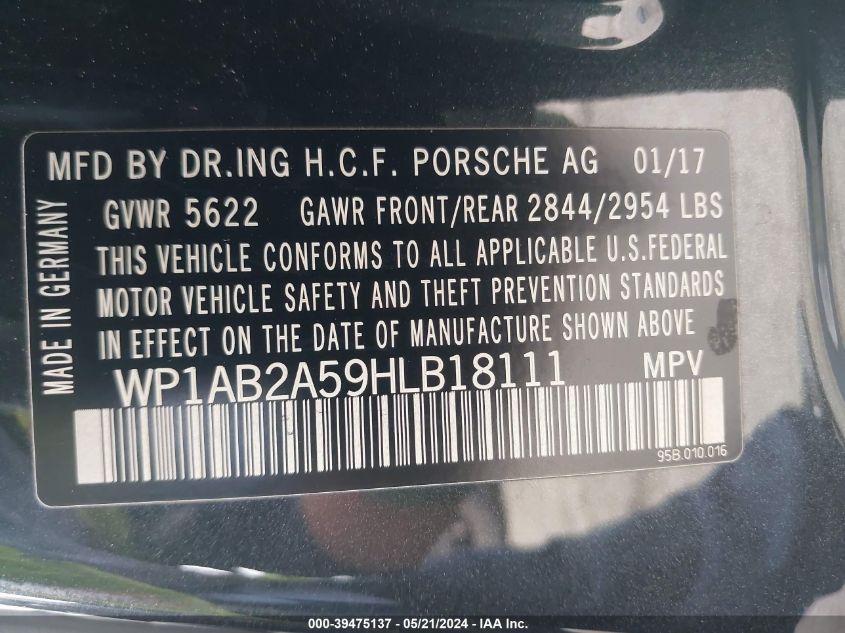 MFD BY DR.ING H.C.F. PORSCHE AG 01/17
GVWR 5622 GAWR FRONT/REAR 2844/2954 LBS
THIS VEHICLE CONFORMS TO ALL APPLICABLE U.S.FEDERAL
MOTOR VEHICLE SAFETY AND THEFT PREVENTION STANDARDS
IN EFFECT ON THE DATE OF MANUFACTURE SHOWN ABOVE
WP1AB2A59HLB18111 MPV
95B.010.016
MADE IN GERMANY
000-39475137 - 05/21/2024 - IAA Inc.